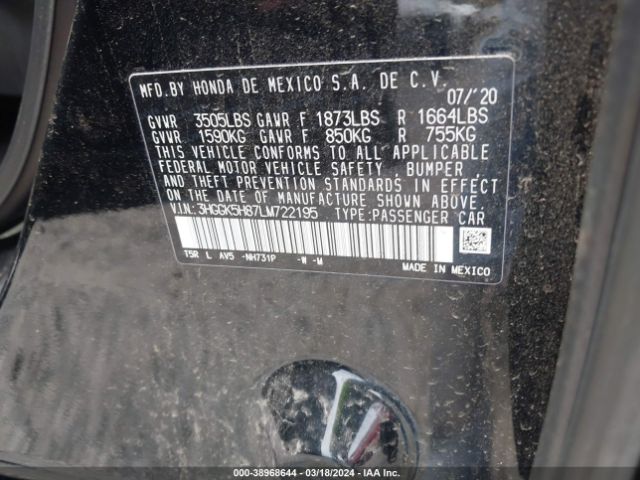 MFD.BY HONDA DE MEXICO S.A. DE C.V.
07/'20
GVWR 3505LBS GAWR F 1873LBS R 1664LBS
GVWR 1590KG GAWR F 850KG R 755KG
THIS VEHICLE CONFORMS TO ALL APPLICABLE
FEDERAL MOTOR VEHICLE SAFETY, BUMPER,
AND THEFT PREVENTION STANDARDS IN EFFECT
ON THE DATE OF MANUFACTURE SHOWN ABOVE.
V.I.N.:3HGGK5H87LM722195 TYPE:PASSENGER CAR
T5R L AV5 -NH731P -W -M
MADE IN MEXICO
000-38968644 — 03/18/2024 — IAA Inc.